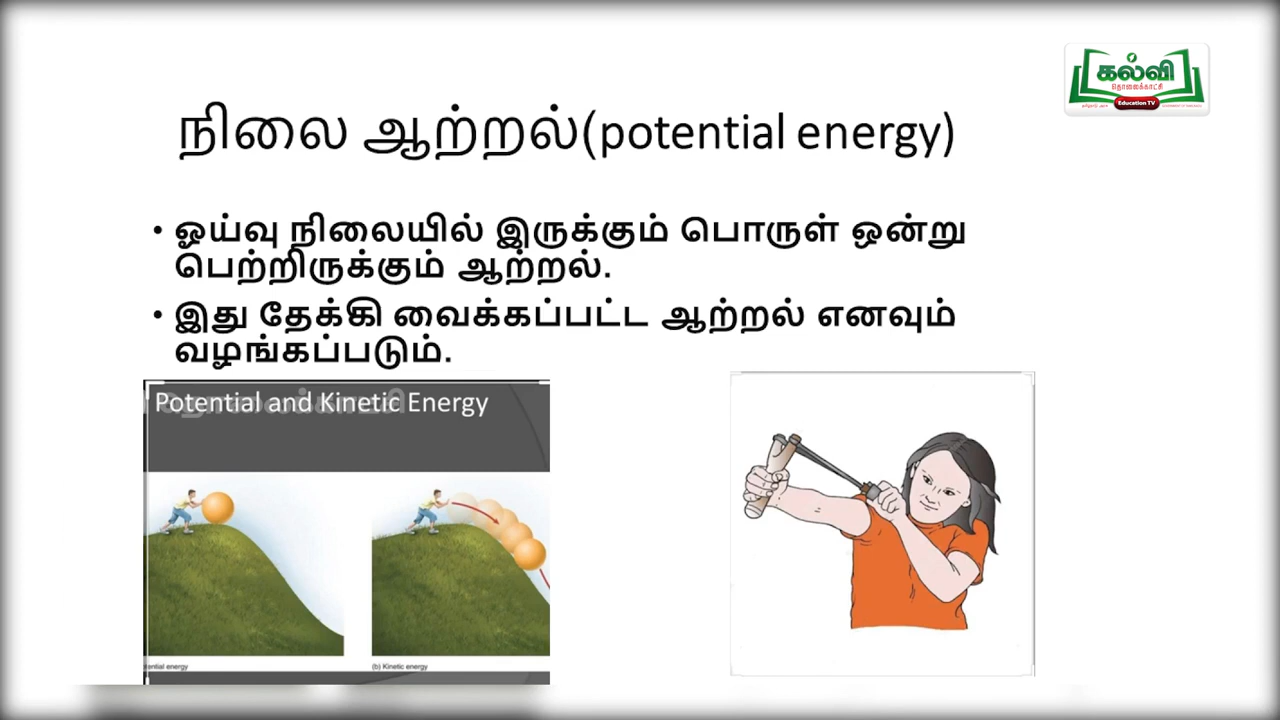 கல்வி
தொலைக்காட்சி
Education TV
நிலை ஆற்றல்(potential energy)
• ஓய்வு நிலையில் இருக்கும் பொருள் ஒன்று
பெற்றிருக்கும் ஆற்றல்.
• இது தேக்கி வைக்கப்பட்ட ஆற்றல் எனவும்
வழங்கப்படும்.
Potential and Kinetic Energy
energy
(b) Kinetic energy